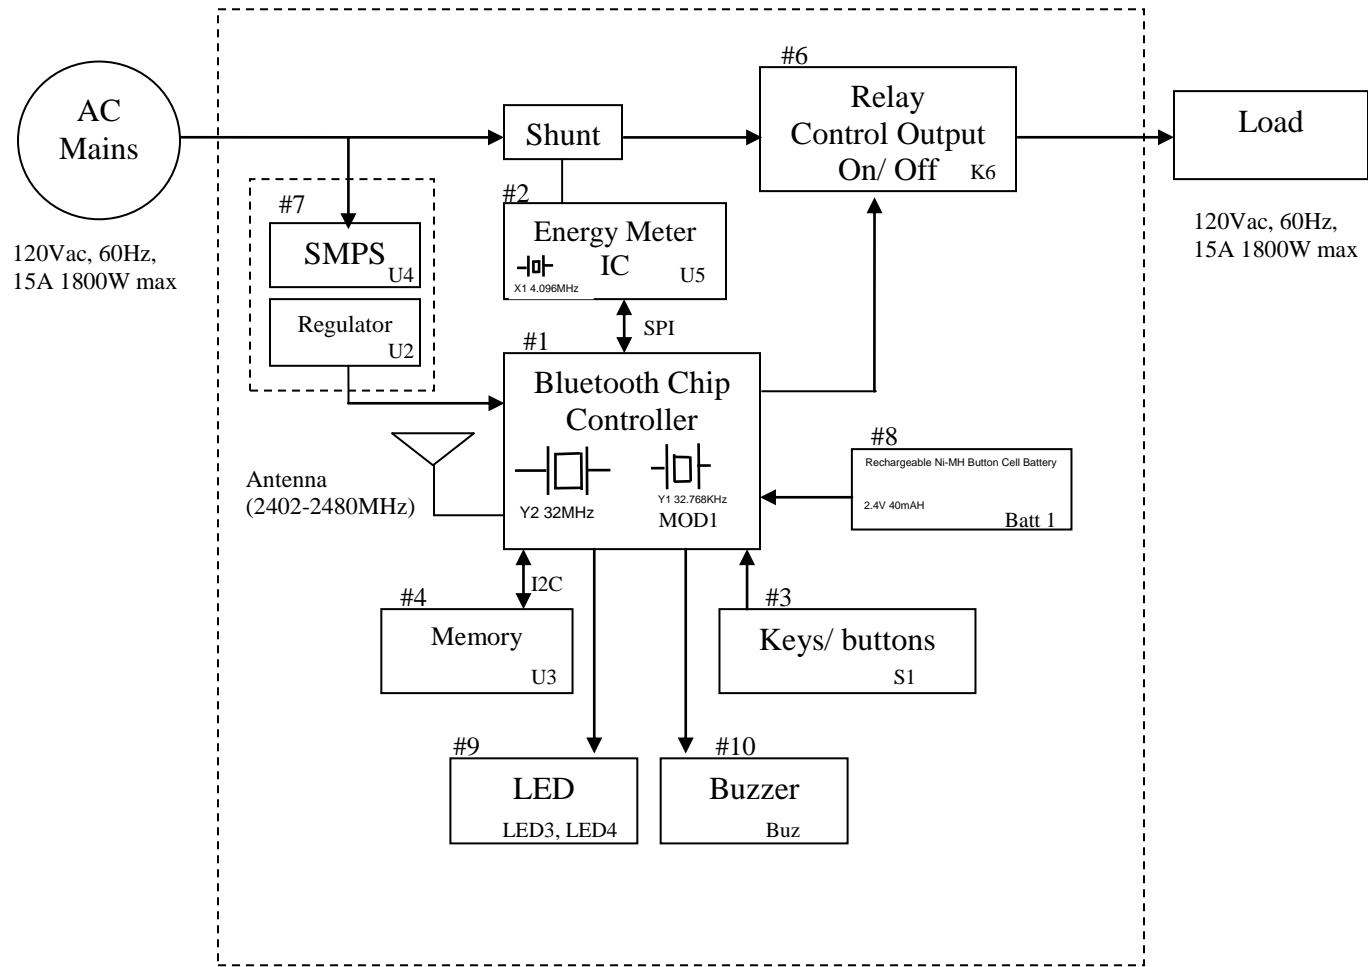 AC
Mains
120Vac, 60Hz,
15A 1800W max
Shunt
#6
Relay
Control Output
On/ Off K6
Load
120Vac, 60Hz,
15A 1800W max
#7
SMPS
U4
Regulator
U2
#2
Energy Meter
IC U5
X1 4.096MHz
SPI
#1
Bluetooth Chip
Controller
Y2 32MHz
Y1 32.768KHz
MOD1
Antenna
(2402-2480MHz)
#8
Rechargeable Ni-MH Button Cell Battery
2.4V 40mAH
Batt 1
I2C
#4
Memory
U3
#3
Keys/ buttons
S1
#9
LED
LED3, LED4
#10
Buzzer
Buz